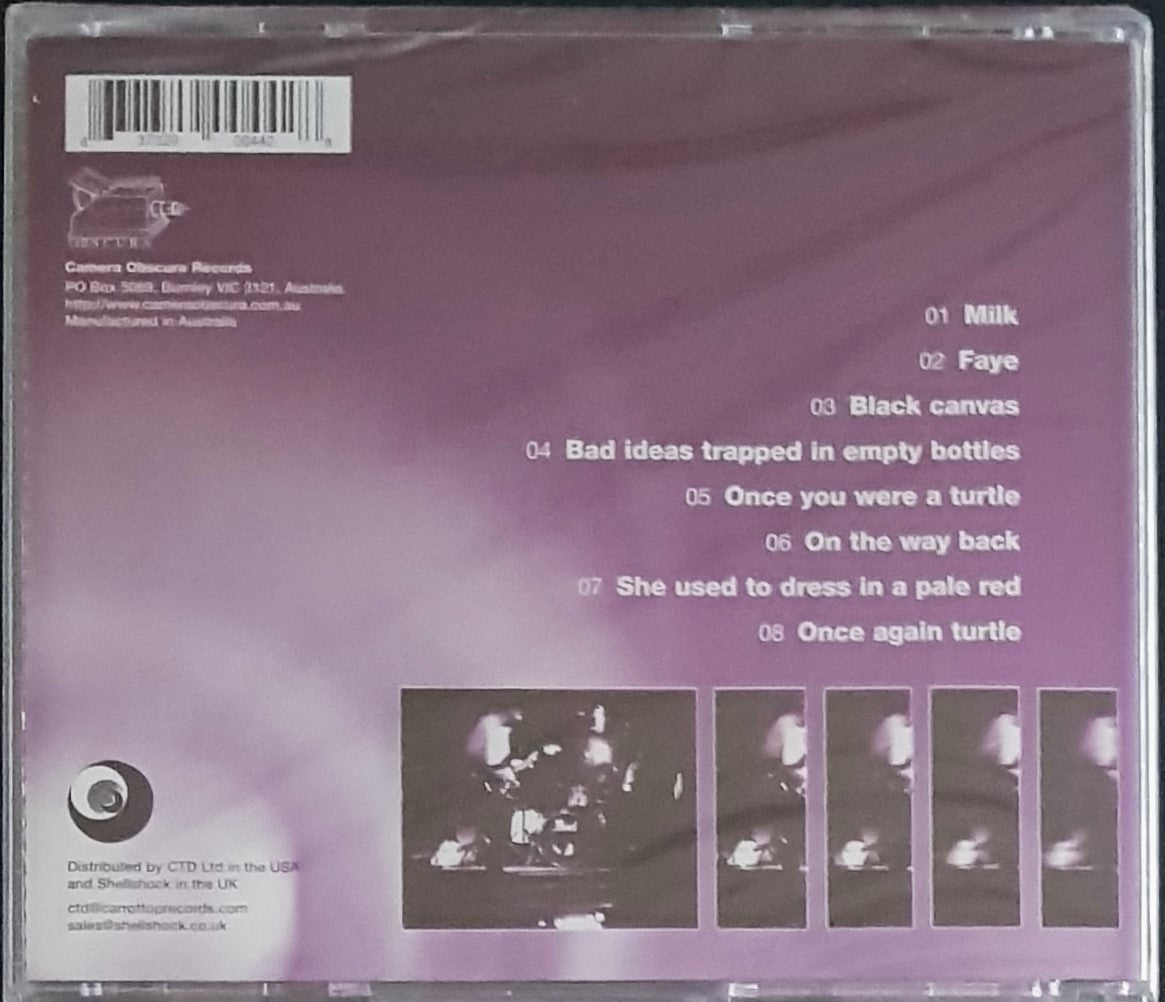 Camera Obscura Records
PO Box 5069, Burnley VIC 3121, Australia
http://www.cameraobscura.com.au
Manufactured in Australia
01 Milk
02 Faye
03 Black canvas
04 Bad ideas trapped in empty bottles
05 Once you were a turtle
06 On the way back
07 She used to dress in a pale red
08 Once again turtle
Distributed by CTD Ltd in the USA
and Shellshock in the UK
ctd@carrottoprecords.com
sales@shellshock.co.uk